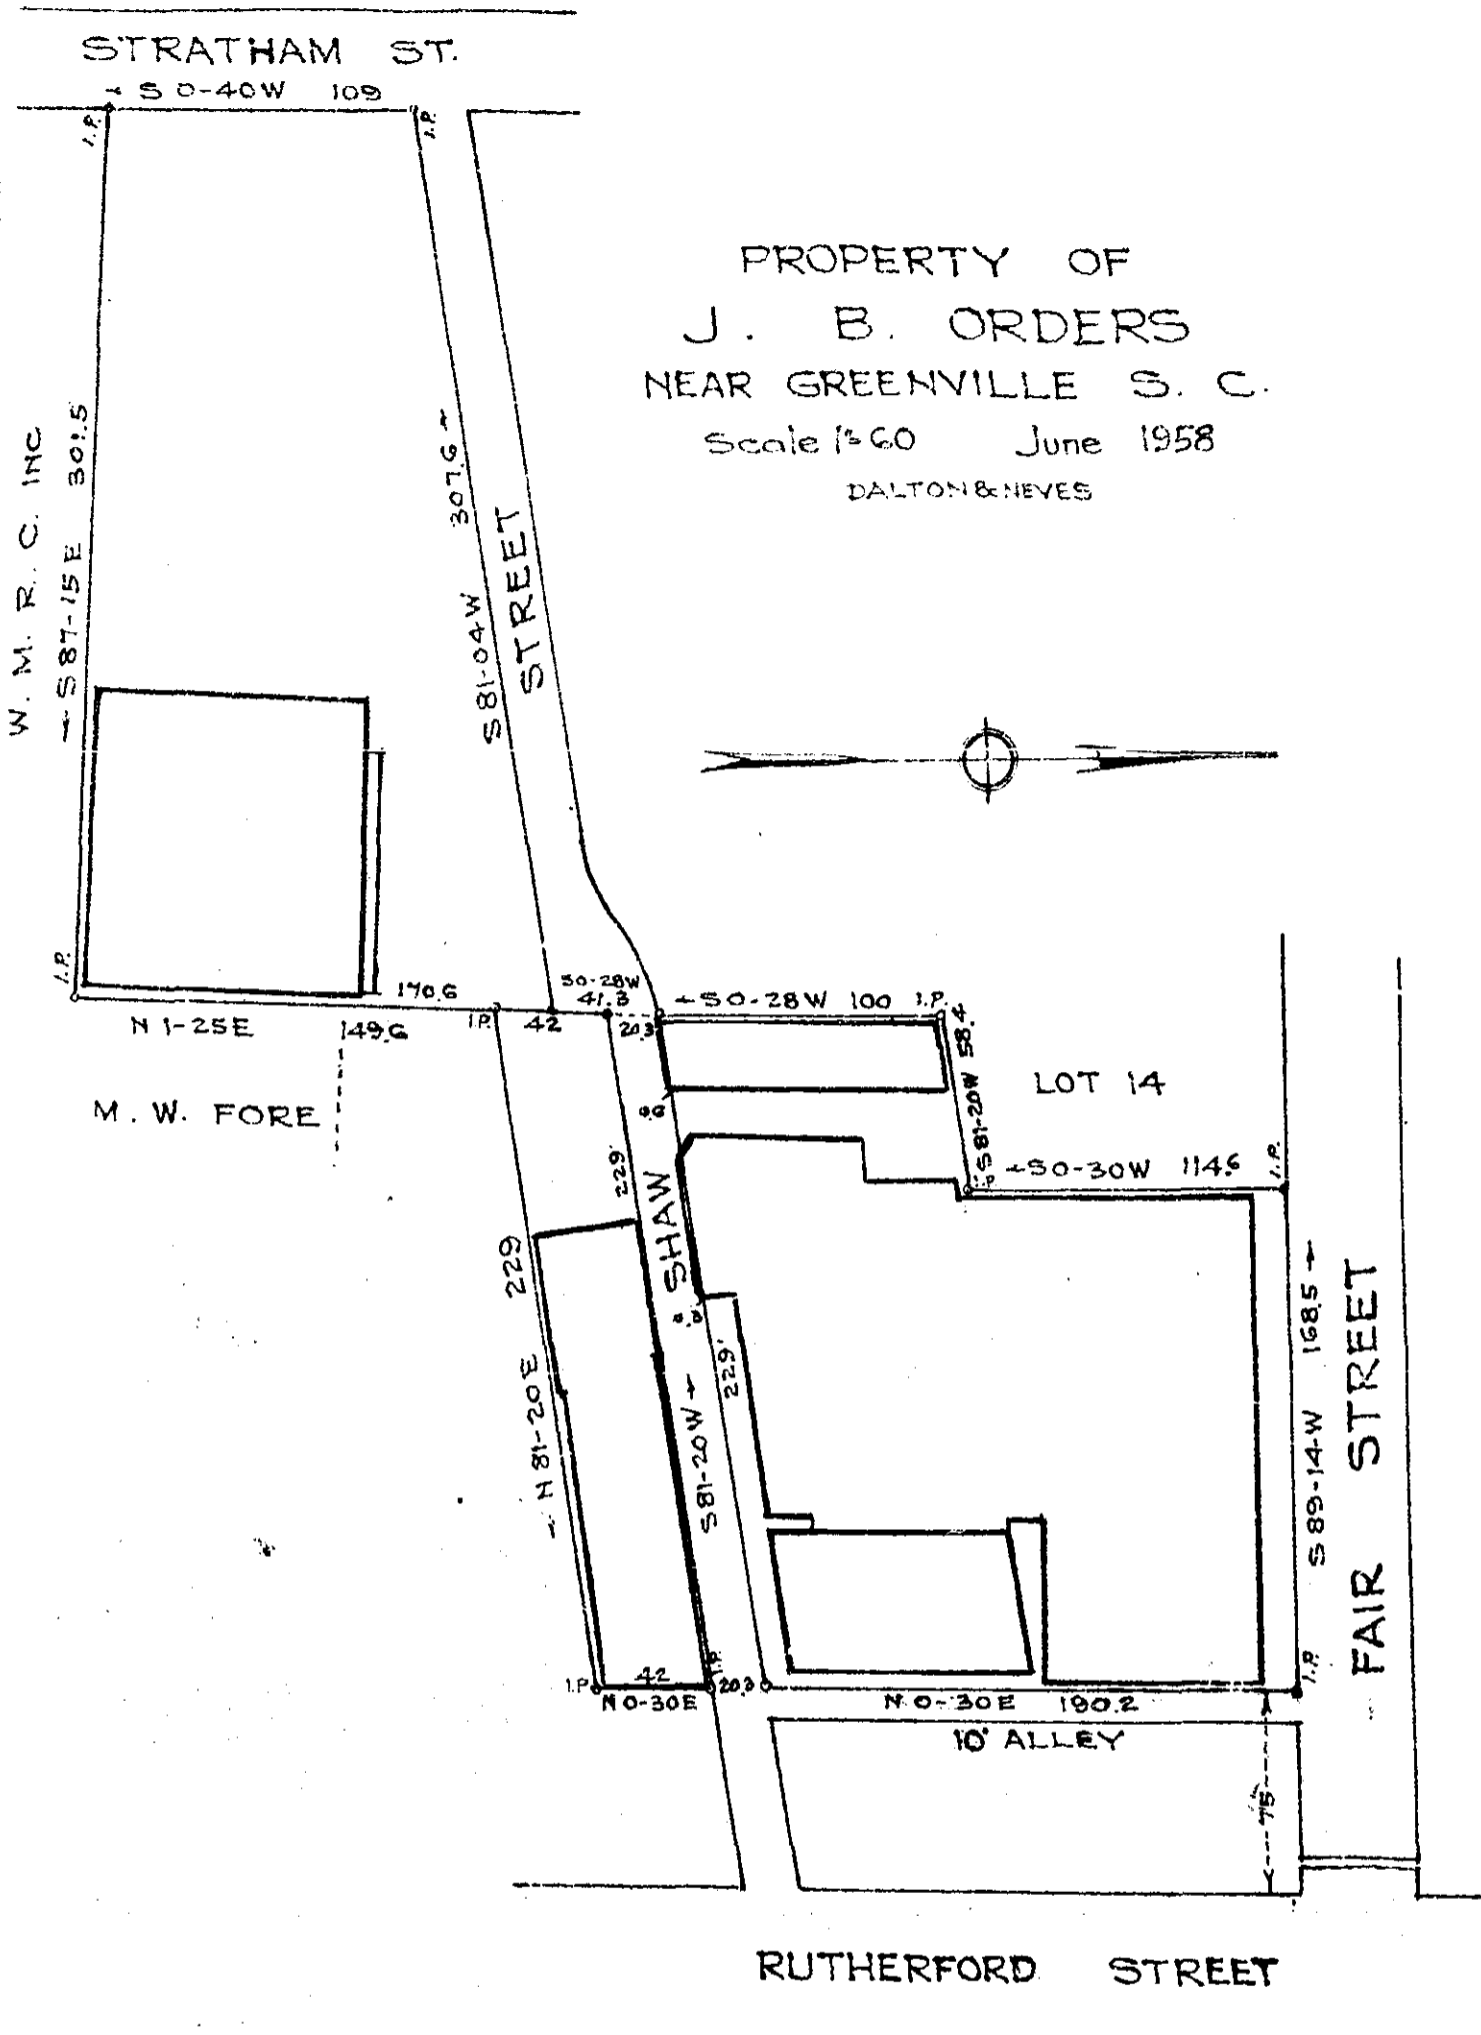 STRATHAM ST.
S 0-40W 109
I.P.
I.P.
PROPERTY OF
J. B. ORDERS
NEAR GREENVILLE S. C.
Scale 1"=60 June 1958
DALTON & NEVES
W. M. R. C. INC
S 87-15 E 301.5
307.6
S 81-04 W
STREET
I.P.
170.6
N 1-25E
149.6
I.P.
42
S0-28W
41.3
20.3
S0-28W 100 I.P.
S 81-20W 58.4
LOT 14
M. W. FORE
I.P.
S0-30W 114.6
I.P.
229'
SHAW
229
N 81-20E
229'
S81-20W
S 89-14-W 168.5
FAIR STREET
I.P.
42
N 0-30E
I.P.
20.3
N 0-30E 190.2
I.P.
10' ALLEY
75
RUTHERFORD STREET